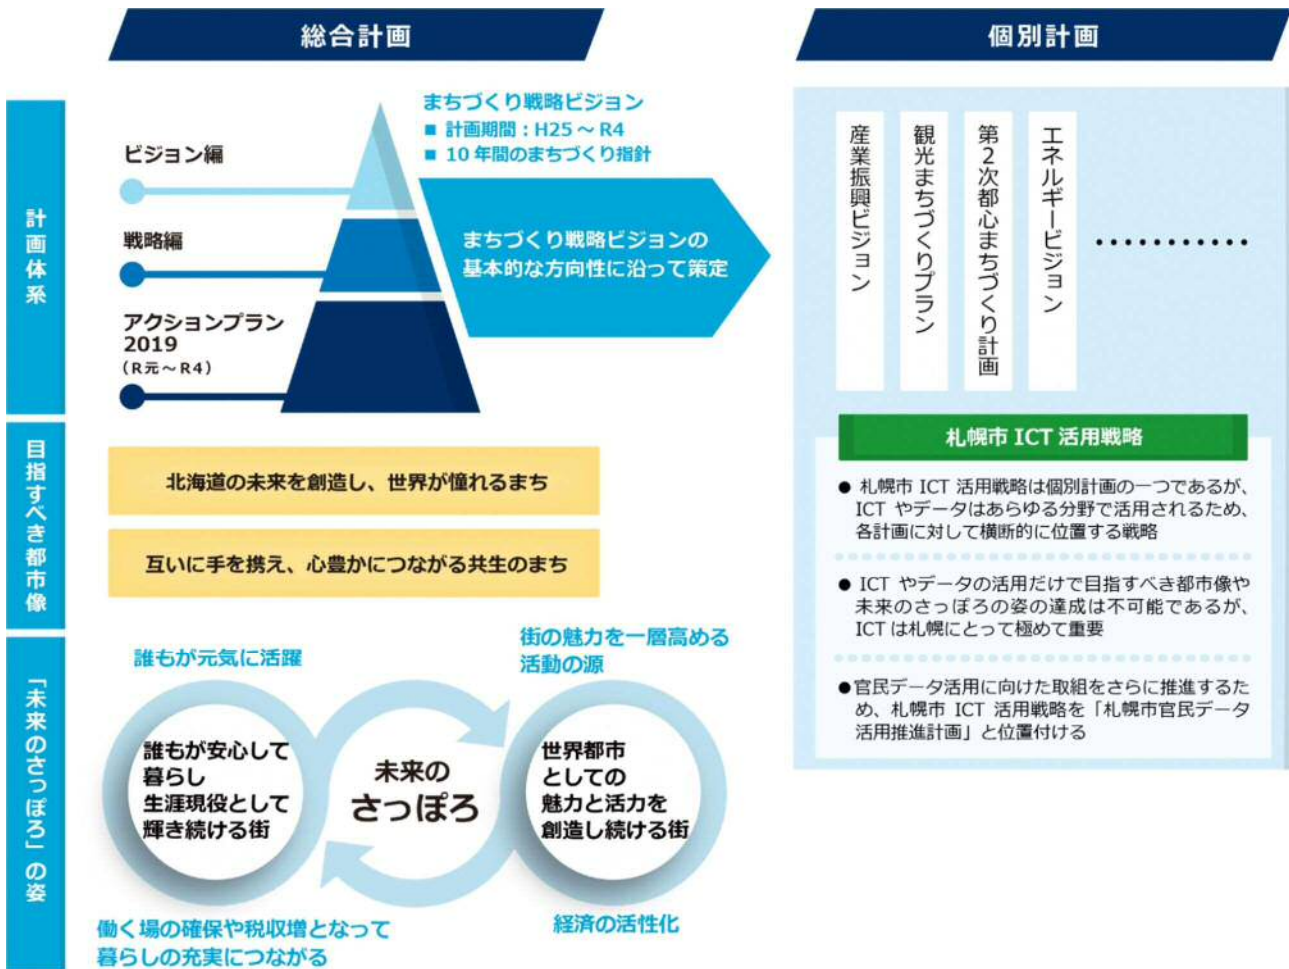 総合計画
個別計画
計画体系
ビジョン編
戦略編
アクションプラン
2019
（R元～R4）
まちづくり戦略ビジョン
■ 計画期間：H25～R4
■ 10年間のまちづくり指針
まちづくり戦略ビジョンの
基本的な方向性に沿って策定
産業振興ビジョン
観光まちづくりプラン
第2次都心まちづくり計画
エネルギービジョン
・・・・・・・・・・・
目指すべき都市像
北海道の未来を創造し、世界が憧れるまち
互いに手を携え、心豊かにつながる共生のまち
「未来のさっぽろ」の姿
誰もが元気に活躍
街の魅力を一層高める
活動の源
誰もが安心して
暮らし
生涯現役として
輝き続ける街
未来の
さっぽろ
世界都市
としての
魅力と活力を
創造し続ける街
働く場の確保や税収増となって
暮らしの充実につながる
経済の活性化
札幌市 ICT 活用戦略
● 札幌市 ICT 活用戦略は個別計画の一つであるが、
ICT やデータはあらゆる分野で活用されるため、
各計画に対して横断的に位置する戦略
● ICT やデータの活用だけで目指すべき都市像や
未来のさっぽろの姿の達成は不可能であるが、
ICTは札幌にとって極めて重要
●官民データ活用に向けた取組をさらに推進するた
め、札幌市 ICT 活用戦略を「札幌市官民データ
活用推進計画」と位置付ける